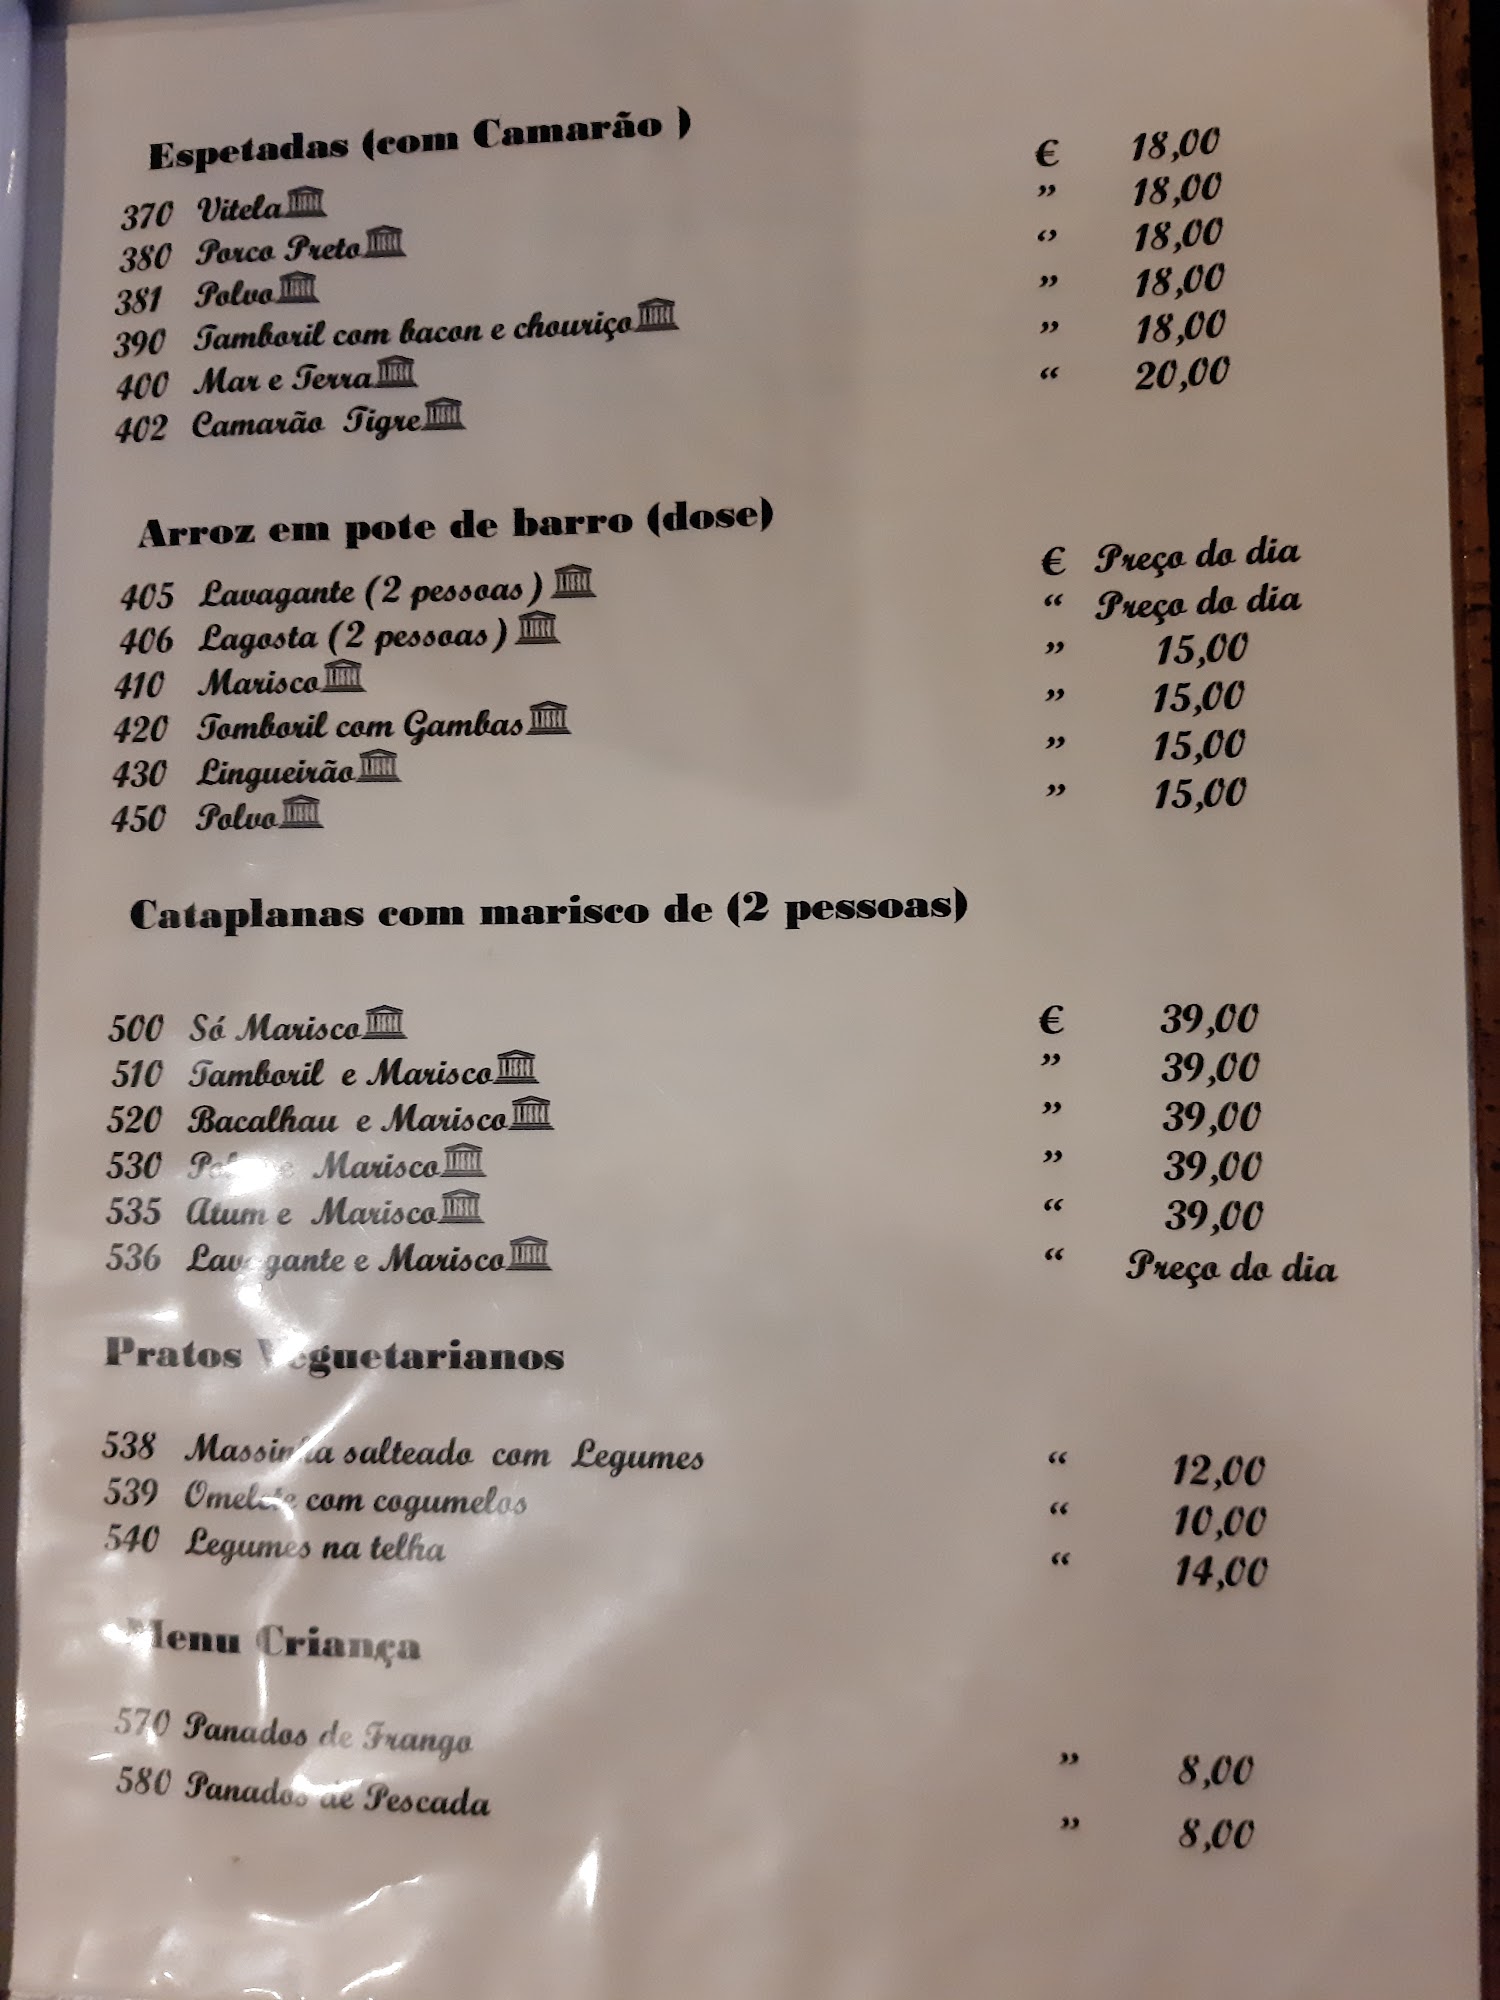 Espetadas (com Camarão )
370 Vitela € 18,00
380 Porco Preto ” 18,00
381 Polvo ‘’ 18,00
390 Tamboril com bacon e chouriço ” 18,00
400 Mar e Terra ” 18,00
402 Camarão Tigre “ 20,00
Arroz em pote de barro (dose)
405 Lavagante (2 pessoas) € Preço do dia
406 Lagosta (2 pessoas) “ Preço do dia
410 Marisco ” 15,00
420 Tomboril com Gambas ” 15,00
430 Lingueirão ” 15,00
450 Polvo ” 15,00
Cataplanas com marisco de (2 pessoas)
500 Só Marisco € 39,00
510 Tamboril e Marisco ” 39,00
520 Bacalhau e Marisco ” 39,00
530 Marisco ” 39,00
535 Atum e Marisco “ 39,00
536 Lavagante e Marisco “ Preço do dia
Pratos Veguetarianos
538 Massinha salteado com Legumes “ 12,00
539 Omelete com cogumelos “ 10,00
540 Legumes na telha “ 14,00
Menu Criança
570 Panados de Frango ” 8,00
580 Panados de Pescada ” 8,00